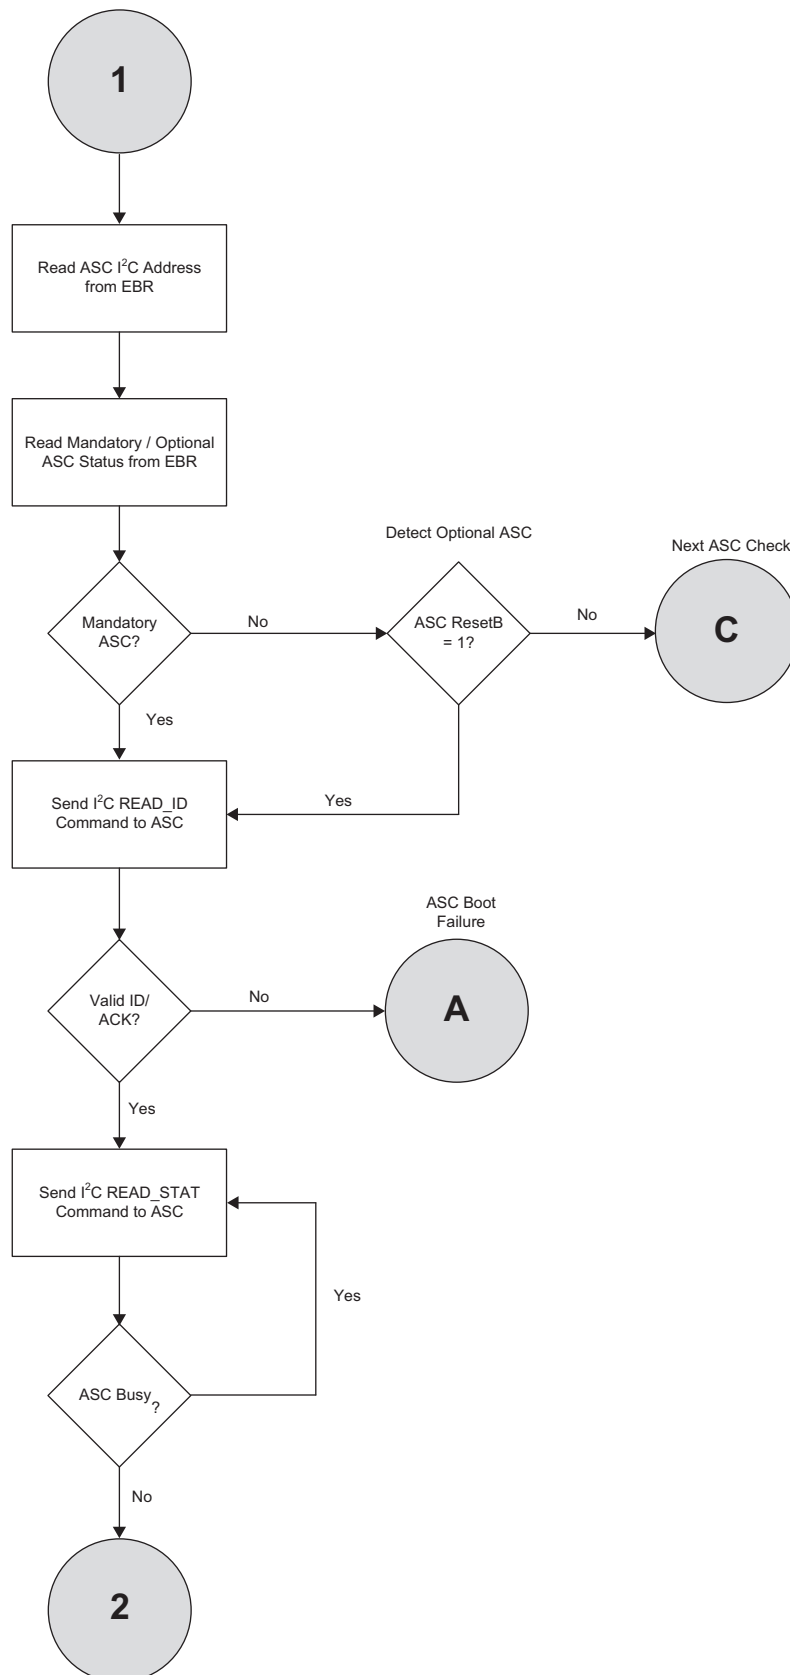 1
Read ASC I²C Address
from EBR
Read Mandatory / Optional
ASC Status from EBR
Detect Optional ASC
Next ASC Check
Mandatory
ASC?
No
ASC ResetB
= 1?
No
C
Yes
Send I²C READ_ID
Command to ASC
Yes
ASC Boot
Failure
Valid ID/
ACK?
No
A
Yes
Send I²C READ_STAT
Command to ASC
Yes
ASC Busy?
No
2